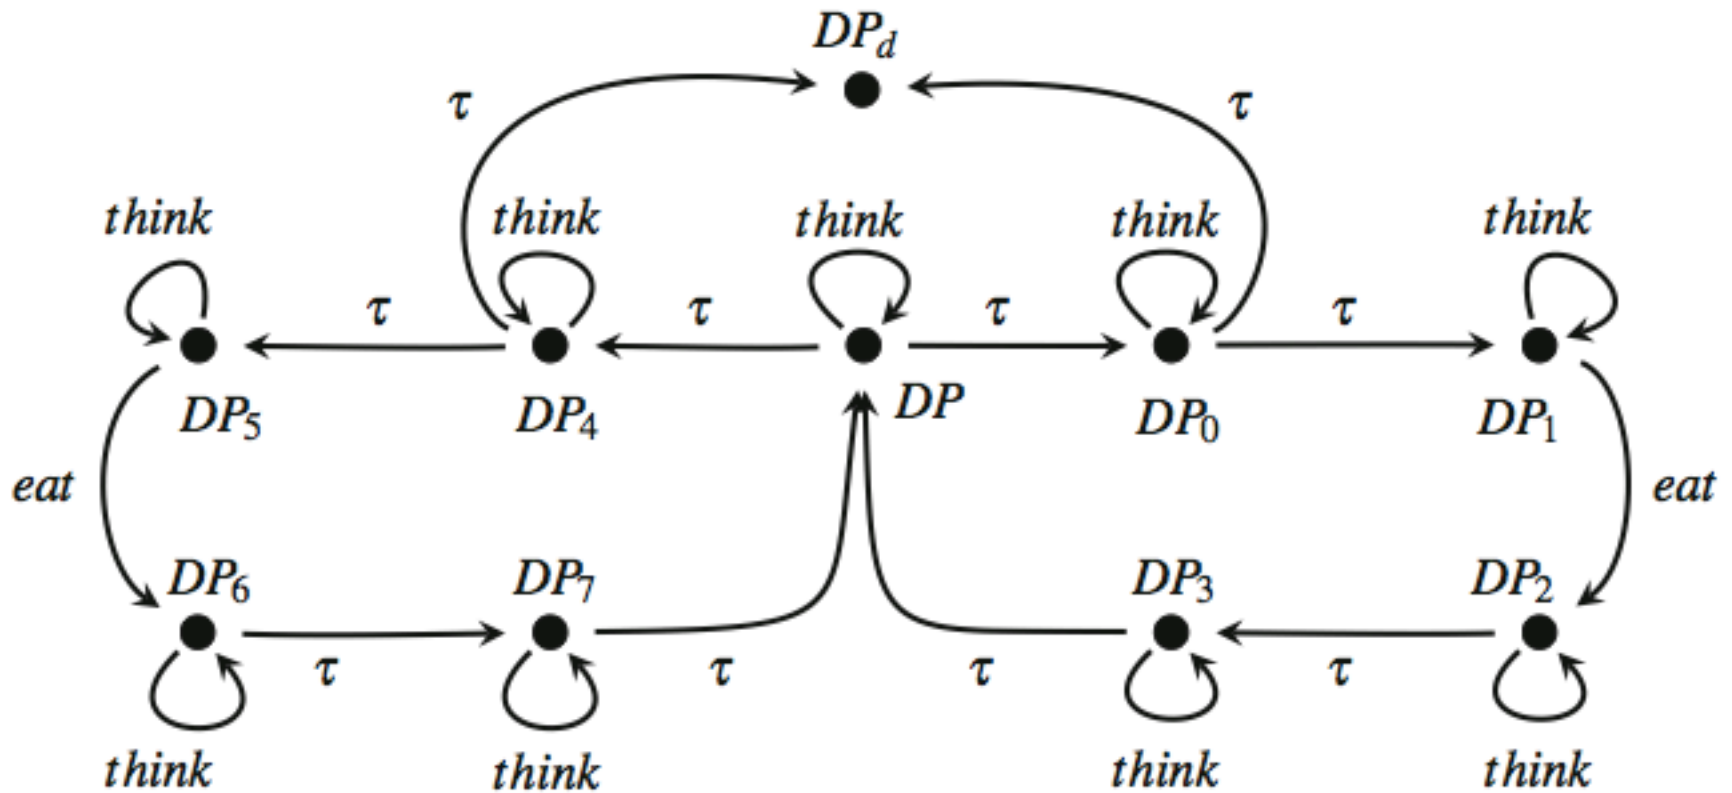 DP_d
τ τ
think think think think think
τ τ τ τ
DP_5 DP_4 DP DP_0 DP_1
eat eat
DP_6 DP_7 DP_3 DP_2
τ τ τ τ
think think think think